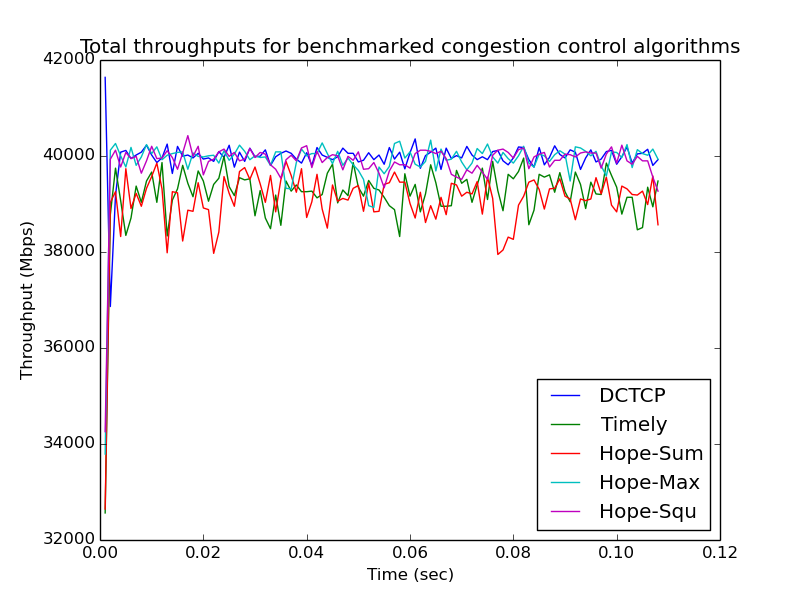 Total throughputs for benchmarked congestion control algorithms
42000
40000
38000
36000
34000
32000
Throughput (Mbps)
DCTCP
Timely
Hope-Sum
Hope-Max
Hope-Squ
0.00 0.02 0.04 0.06 0.08 0.10 0.12
Time (sec)